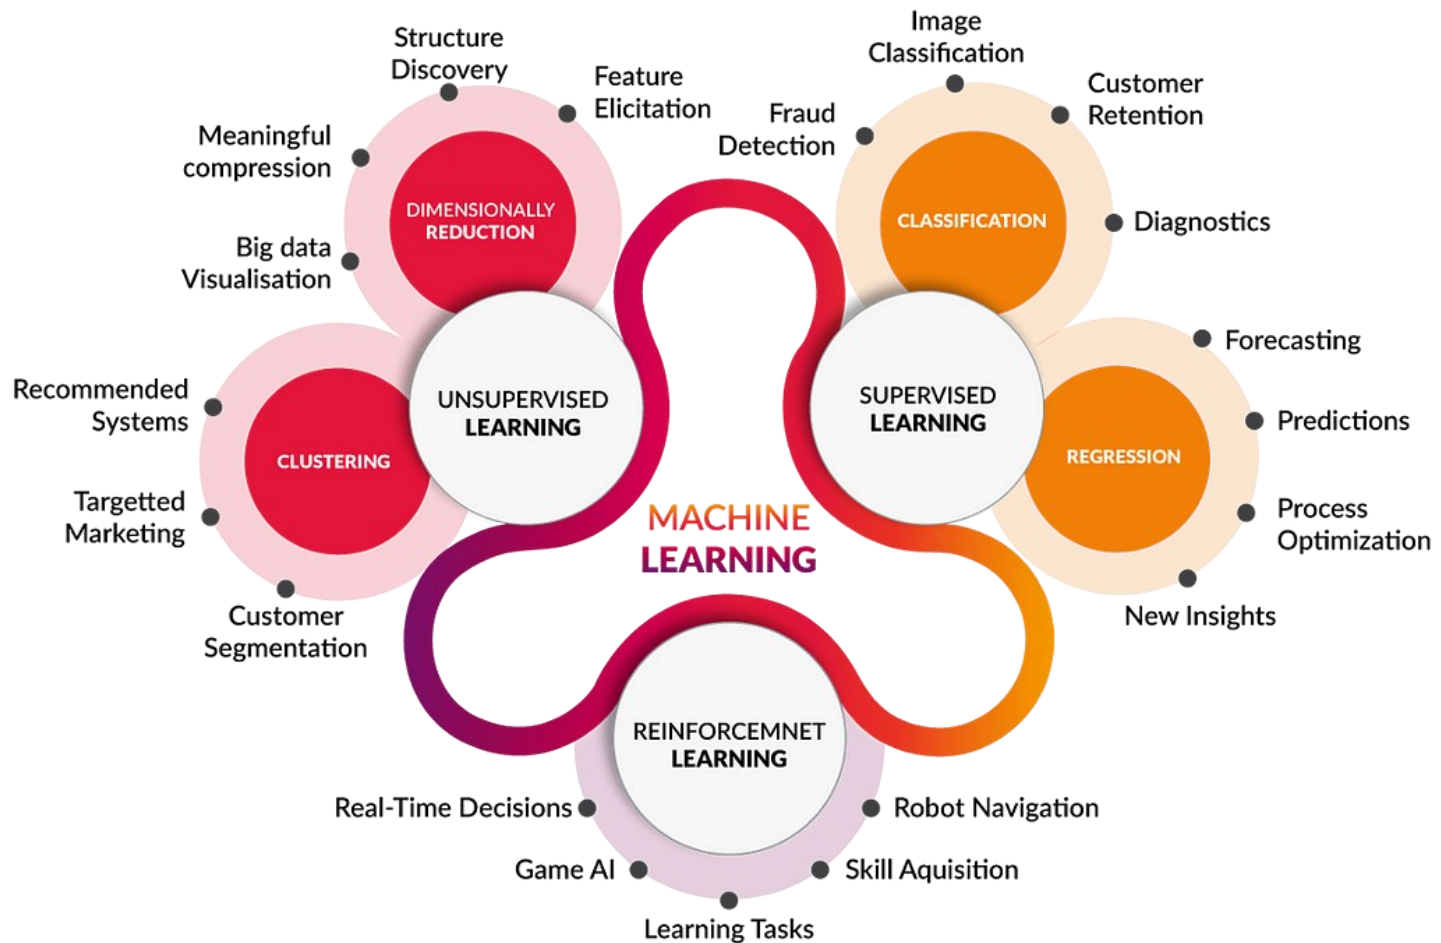 Structure
Discovery
Feature
Elicitation
Meaningful
compression
Big data
Visualisation
DIMENSIONALLY
REDUCTION
Image
Classification
Customer
Retention
Fraud
Detection
Diagnostics
CLASSIFICATION
UNSUPERVISED
LEARNING
SUPERVISED
LEARNING
Recommended
Systems
Targetted
Marketing
Customer
Segmentation
CLUSTERING
Forecasting
Predictions
Process
Optimization
New Insights
REGRESSION
MACHINE
LEARNING
REINFORCEMNET
LEARNING
Real-Time Decisions
Game AI
Learning Tasks
Skill Aquisition
Robot Navigation